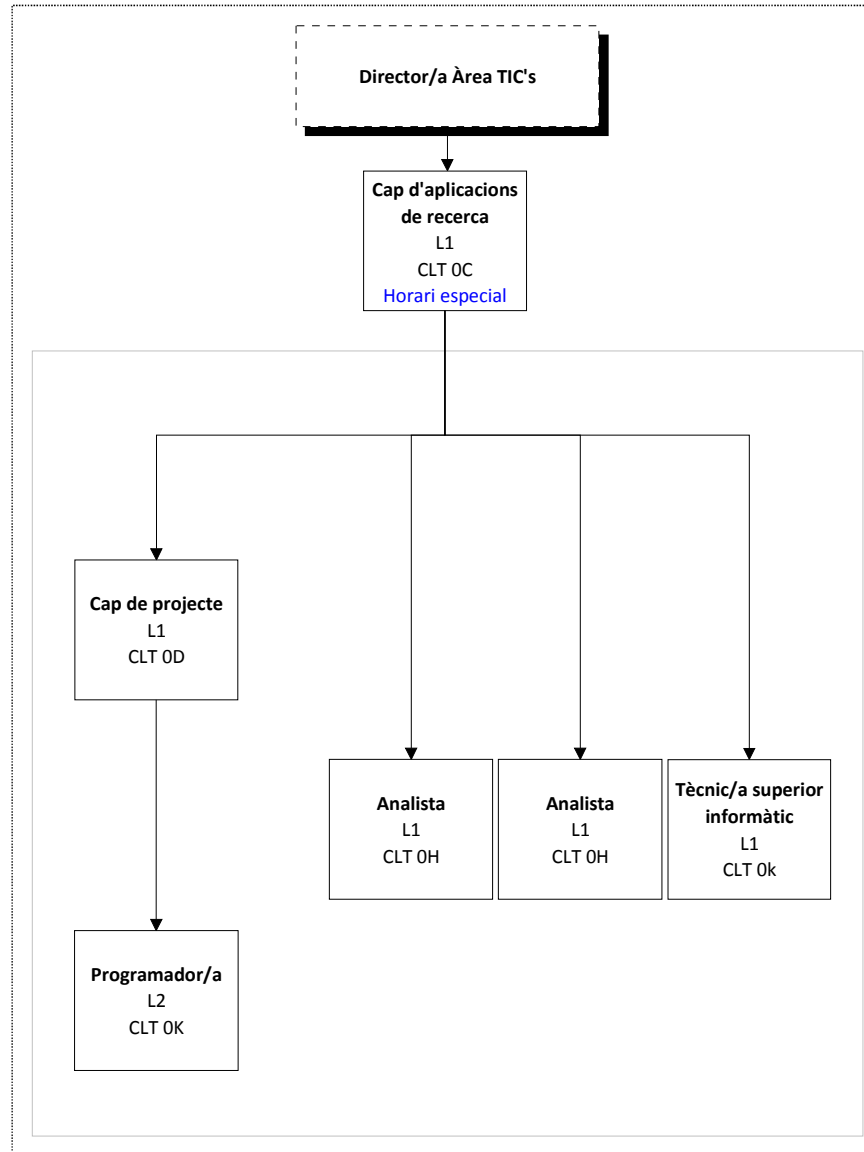 Director/a Àrea TIC's
Cap d'aplicacions
de recerca
L1
CLT 0C
Horari especial
Cap de projecte
L1
CLT 0D
Analista
L1
CLT 0H
Analista
L1
CLT 0H
Tècnic/a superior
informàtic
L1
CLT 0k
Programador/a
L2
CLT 0K